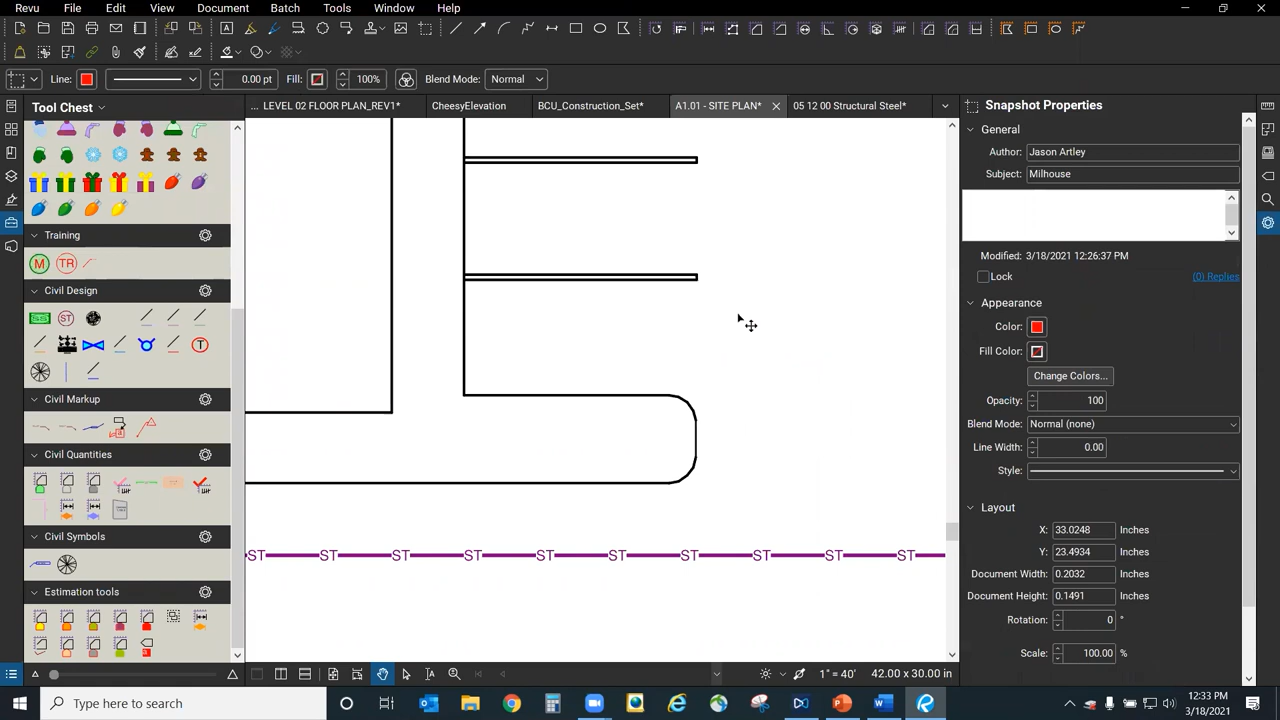 Revu File Edit View Document Batch Tools Window Help
Line: 0.00 pt Fill: 100% Blend Mode: Normal
Tool Chest
... LEVEL 02 FLOOR PLAN_REV1* CheesyElevation BCU_Construction_Set* A1.01 - SITE PLAN* 05 12 00 Structural Steel*
Snapshot Properties
General
Author: Jason Artley
Subject: Milhouse
Modified: 3/18/2021 12:26:37 PM
Lock (0) Replies
Appearance
Color:
Fill Color:
Change Colors...
Opacity: 100
Blend Mode: Normal (none)
Line Width: 0.00
Style:
Layout
X: 33.0248 Inches
Y: 23.4934 Inches
Document Width: 0.2032 Inches
Document Height: 0.1491 Inches
Rotation: 0 °
Scale: 100.00 %
Training
M TR
Civil Design
ST
T
Civil Markup
Civil Quantities
Civil Symbols
Estimation tools
ST ST ST ST ST ST ST ST ST ST
1" = 40' 42.00 x 30.00 in
Type here to search
12:33 PM
3/18/2021